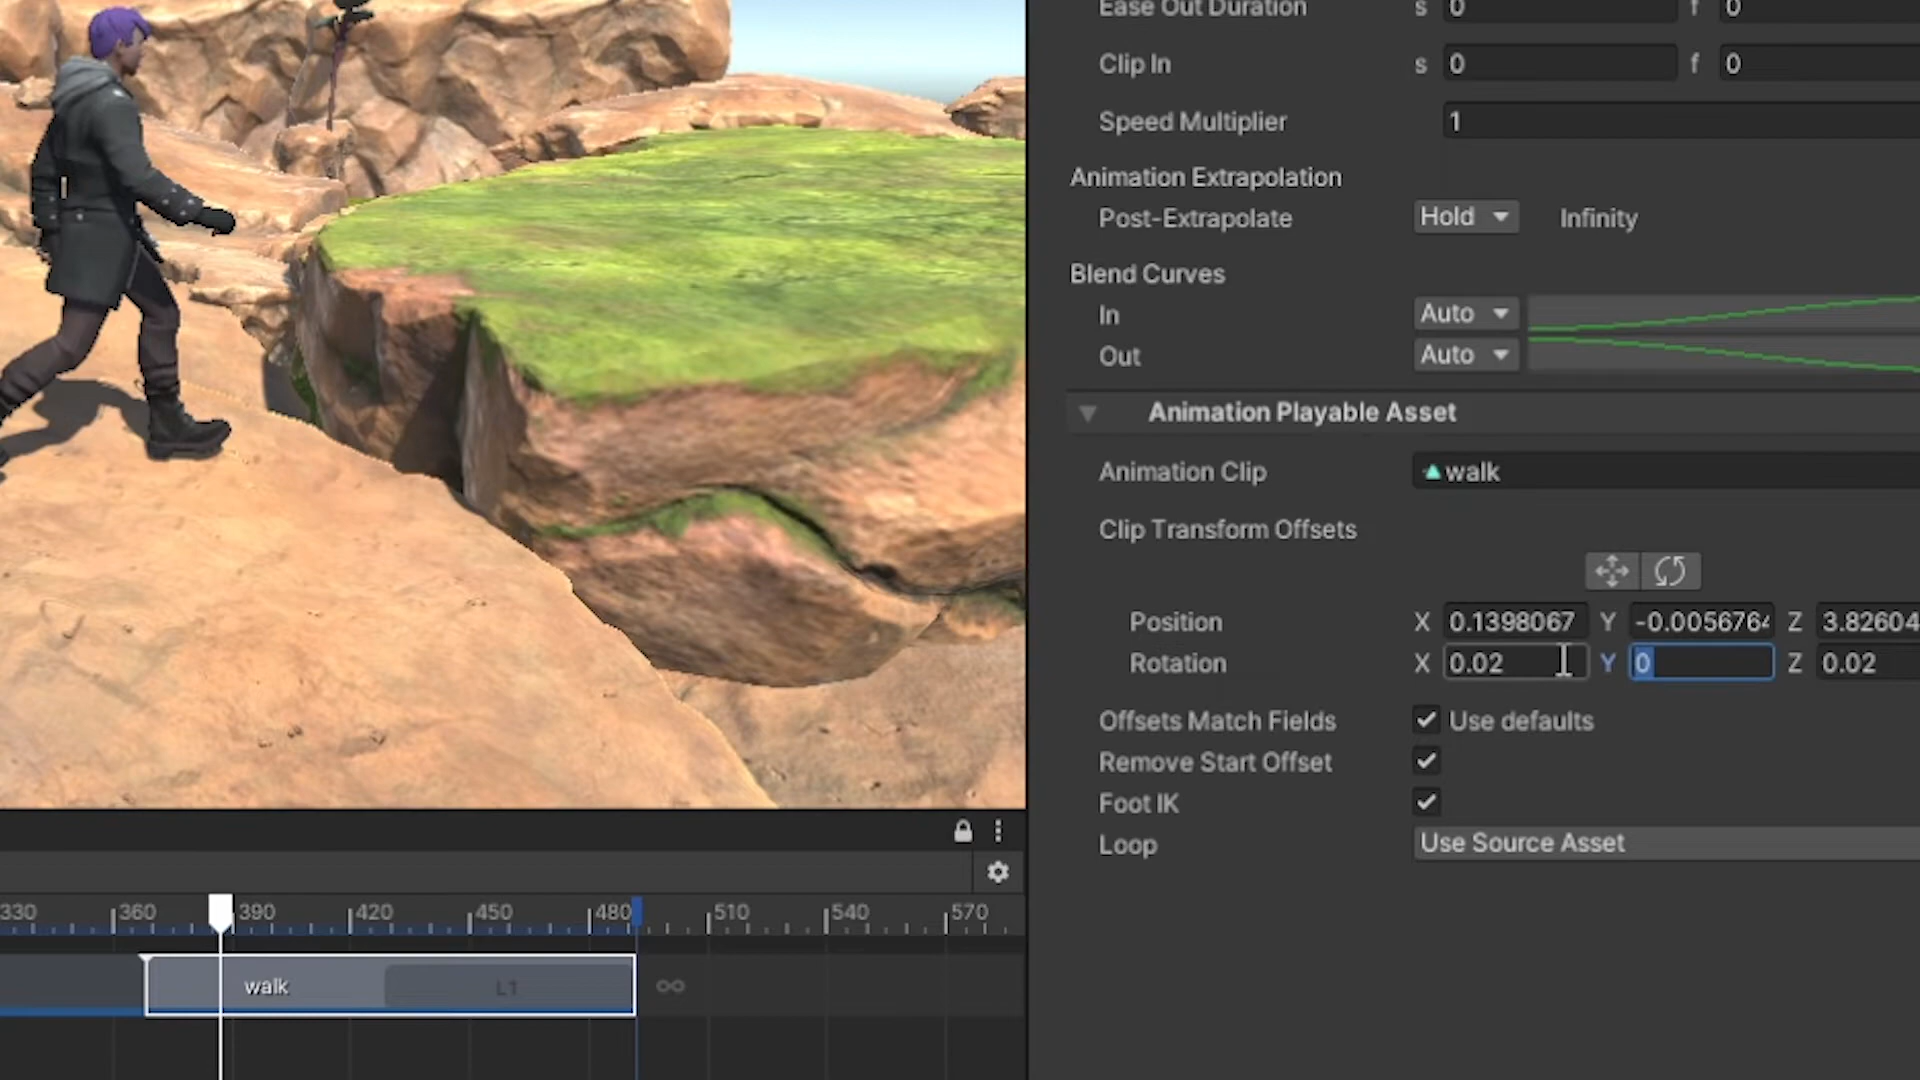 Ease Out Duration s 0 f 0
Clip In s 0 f 0
Speed Multiplier 1
Animation Extrapolation
Post-Extrapolate Hold Infinity
Blend Curves
In Auto
Out Auto
Animation Playable Asset
Animation Clip walk
Clip Transform Offsets
Position X 0.1398067 Y -0.0056764 Z 3.82604
Rotation X 0.02 Y 0 Z 0.02
Offsets Match Fields Use defaults
Remove Start Offset
Foot IK
Loop Use Source Asset
330 360 390 420 450 480 510 540 570
walk L1 ∞